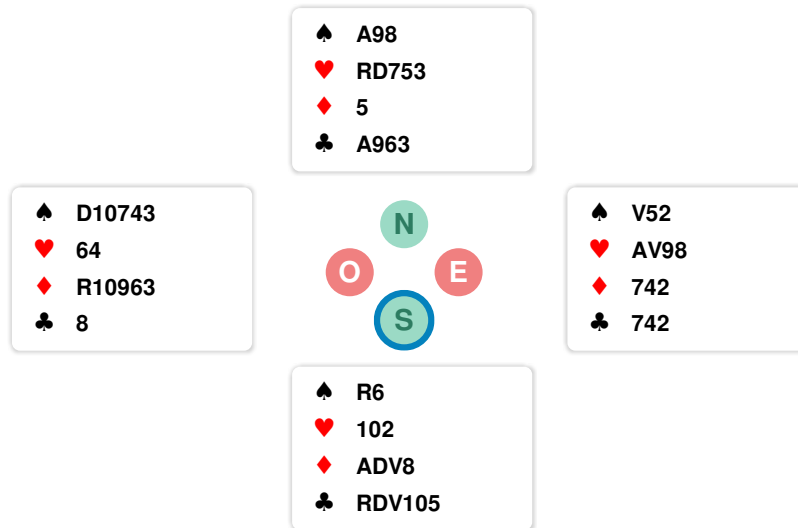 ♠ A98
♥ RD753
♦ 5
♣ A963
♠ D10743
♥ 64
♦ R10963
♣ 8
N
O E
S
♠ V52
♥ AV98
♦ 742
♣ 742
♠ R6
♥ 102
♦ ADV8
♣ RDV105